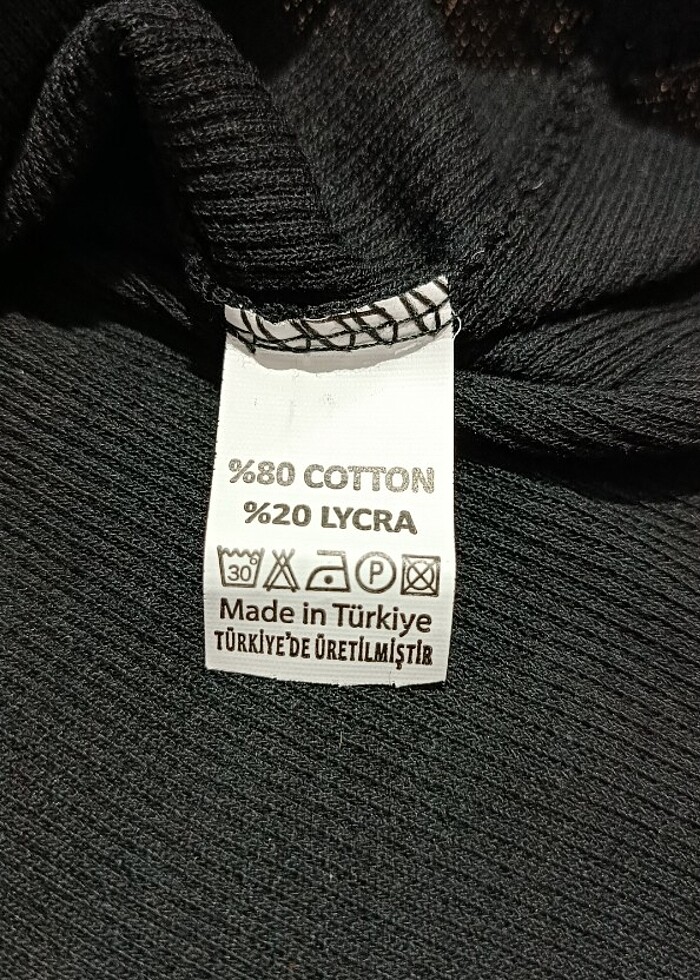 %80 COTTON
%20 LYCRA
30° P
Made in Türkiye
TÜRKİYE'DE ÜRETİLMİŞTİR